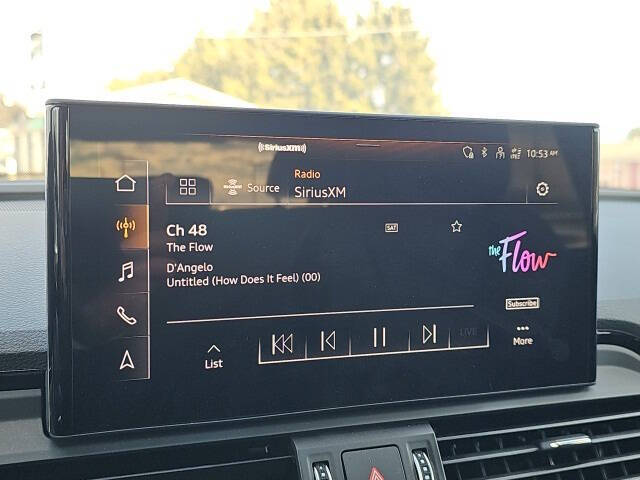 ((SiriusXM))
10:53 AM
Radio
SiriusXM Source SiriusXM
Ch 48 SAT
The Flow
D'Angelo
Untitled (How Does It Feel) (00)
the Flow
Subscribe
List
LIVE
More